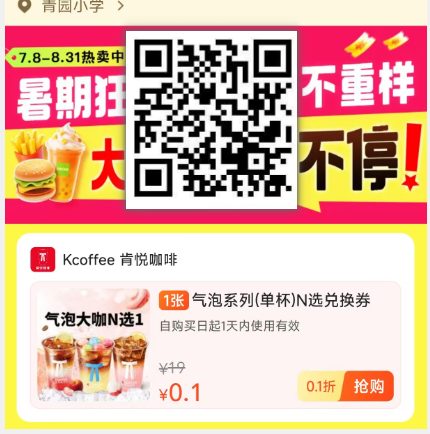 青园小学 >
7.8-8.31热卖中
暑期狂
不重样
大
不停!
Kcoffee 肯悦咖啡
气泡大咖N选1
1张 气泡系列(单杯)N选兑换券
自购买日起1天内使用有效
¥19
¥0.1
0.1折 抢购